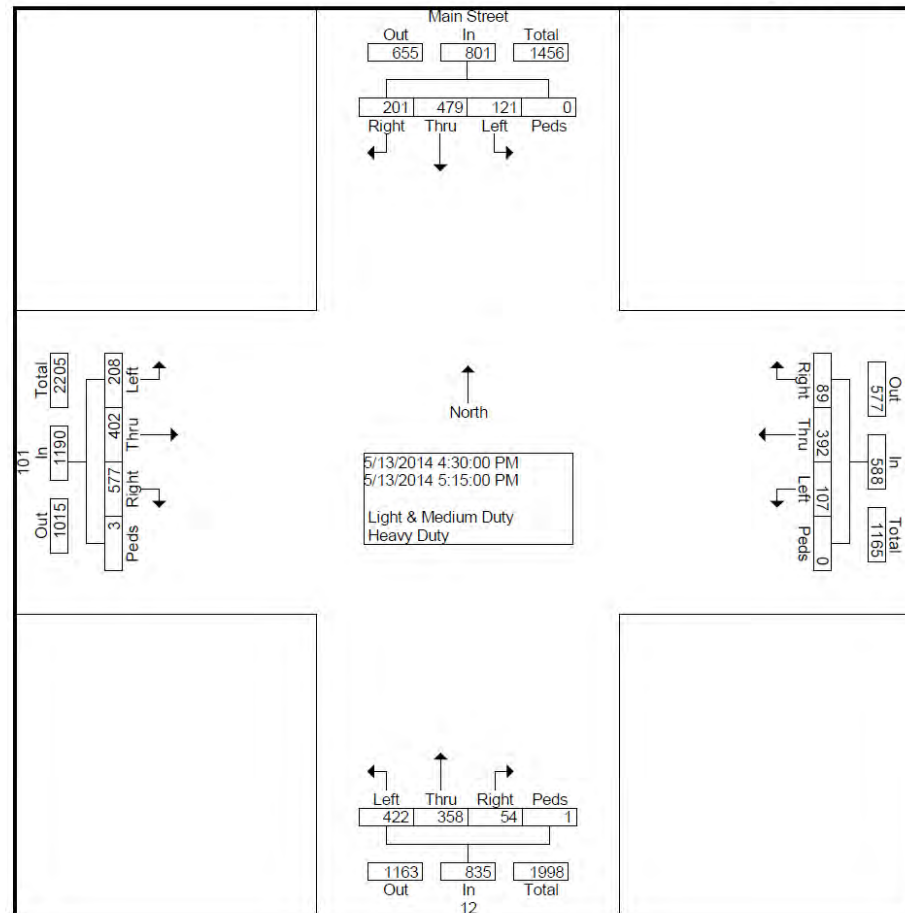 Main Street
Out In Total
655 801 1456
201 479 121 0
Right Thru Left Peds
101
Total In Out
2205 1190 1015
208 402 577 3
Left Thru Right Peds
North
5/13/2014 4:30:00 PM
5/13/2014 5:15:00 PM
Light & Medium Duty
Heavy Duty
Right Thru Left Peds
89 392 107 0
Out In Total
577 588 1165
Left Thru Right Peds
422 358 54 1
1163 835 1998
Out In Total
12